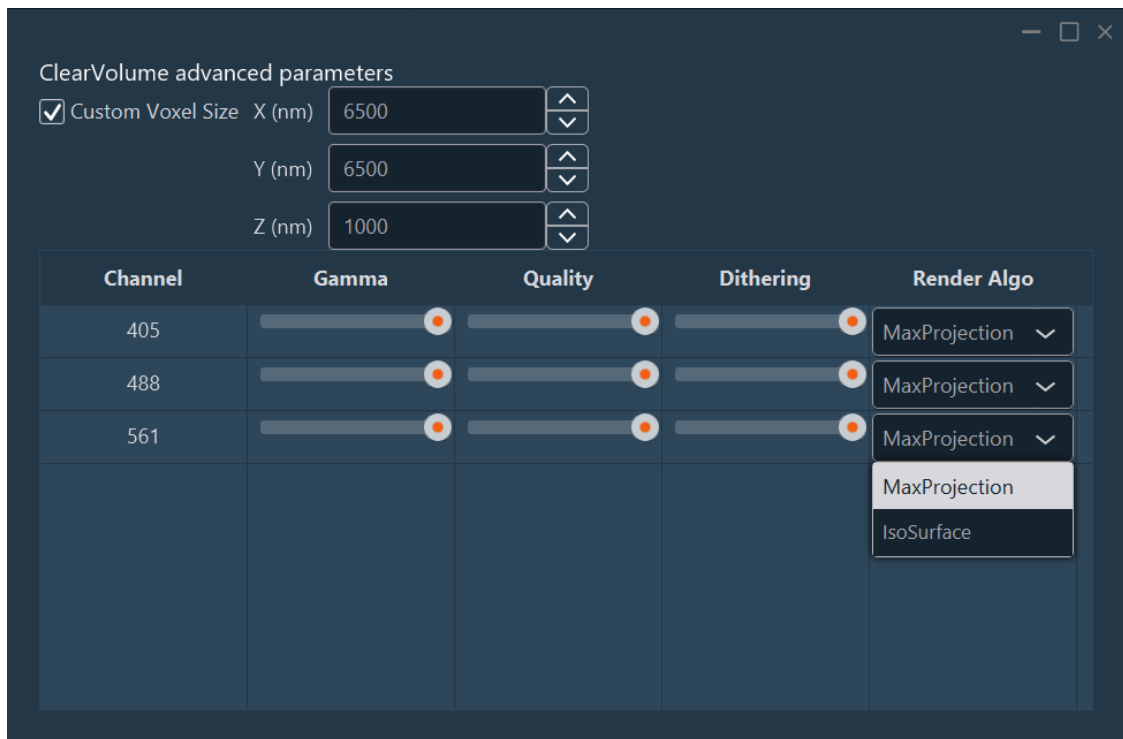 ClearVolume advanced parameters
Custom Voxel Size X (nm) 6500
Y (nm) 6500
Z (nm) 1000
Channel Gamma Quality Dithering Render Algo
405 MaxProjection
488 MaxProjection
561 MaxProjection
MaxProjection
IsoSurface